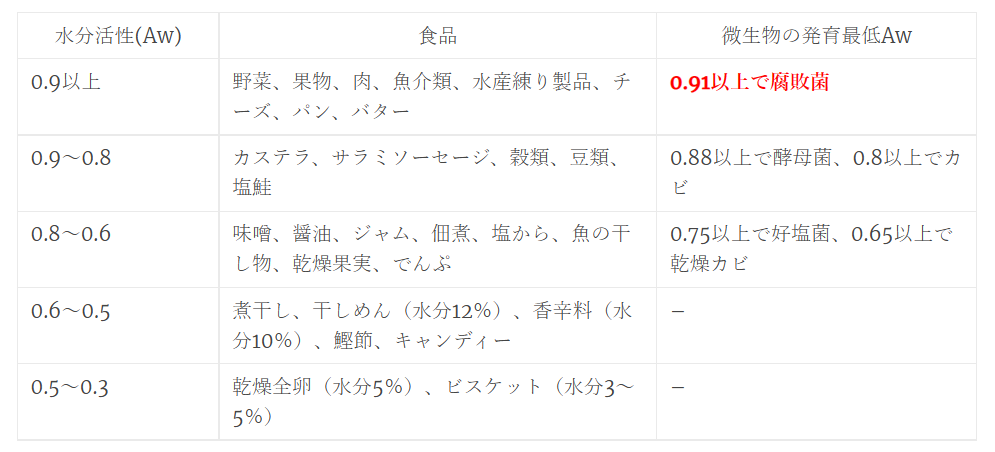 水分活性(Aw) 食品 微生物の発育最低Aw
0.9以上 野菜、果物、肉、魚介類、水産練り製品、チ 0.91以上で腐敗菌
ーズ、パン、バター
0.9〜0.8 カステラ、サラミソーセージ、穀類、豆類、 0.88以上で酵母菌、0.8以上でカ
塩鮭 ビ
0.8〜0.6 味噌、醤油、ジャム、佃煮、塩から、魚の干 0.75以上で好塩菌、0.65以上で
し物、乾燥果実、でんぷ 乾燥カビ
0.6〜0.5 煮干し、干しめん（水分12%）、香辛料（水 –
分10%）、鰹節、キャンディー
0.5〜0.3 乾燥全卵（水分5%）、ビスケット（水分3〜 –
5%）